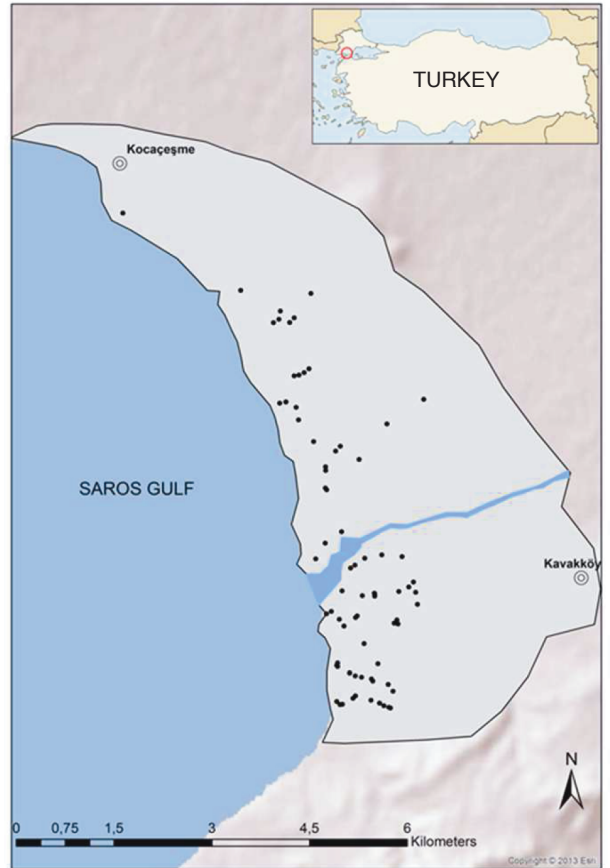 TURKEY
Kocaçeşme
SAROS GULF
Kavakköy
N
0 0,75 1,5 3 4,5 6
Kilometers
Copyright © 2013 Esri